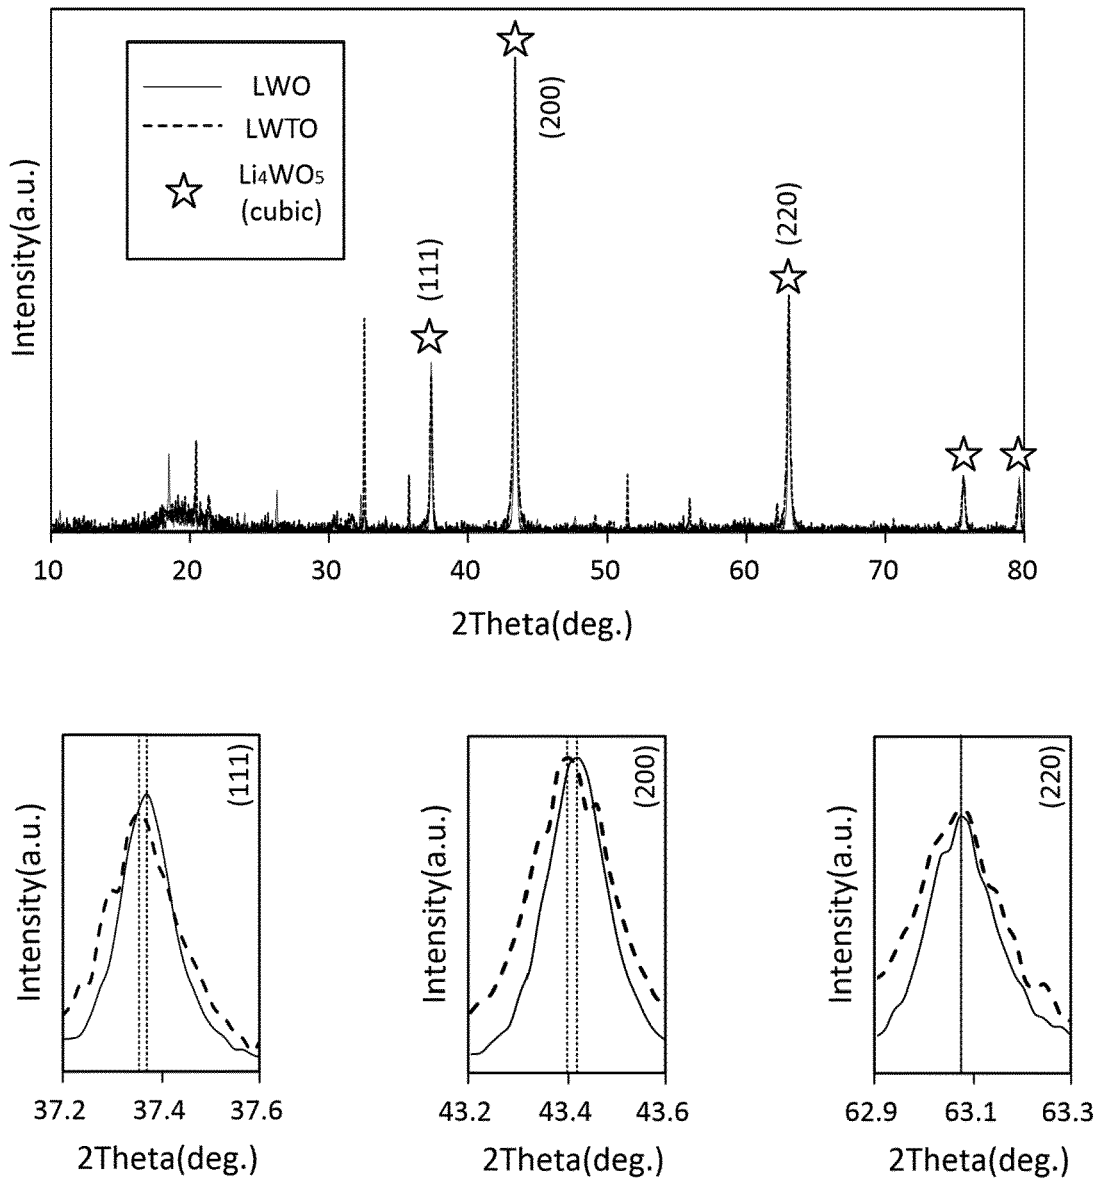 LWO
LWTO
Li4WO5
(cubic)
(111)
(200)
(220)
Intensity(a.u.)
10 20 30 40 50 60 70 80
2Theta(deg.)
(111)
Intensity(a.u.)
37.2 37.4 37.6
2Theta(deg.)
(200)
Intensity(a.u.)
43.2 43.4 43.6
2Theta(deg.)
(220)
Intensity(a.u.)
62.9 63.1 63.3
2Theta(deg.)